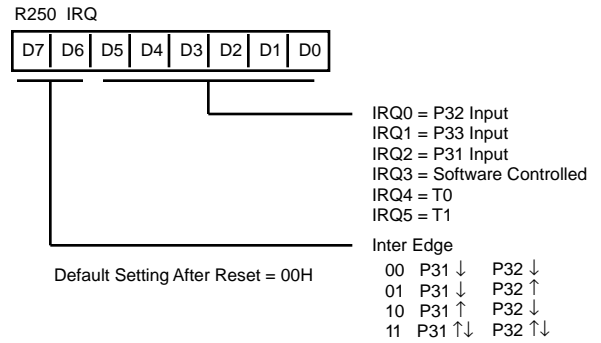 R250 IRQ
D7 D6 D5 D4 D3 D2 D1 D0
IRQ0 = P32 Input
IRQ1 = P33 Input
IRQ2 = P31 Input
IRQ3 = Software Controlled
IRQ4 = T0
IRQ5 = T1
Inter Edge
Default Setting After Reset = 00H
00 P31 ↓ P32 ↓
01 P31 ↓ P32 ↑
10 P31 ↑ P32 ↓
11 P31 ↑↓ P32 ↑↓